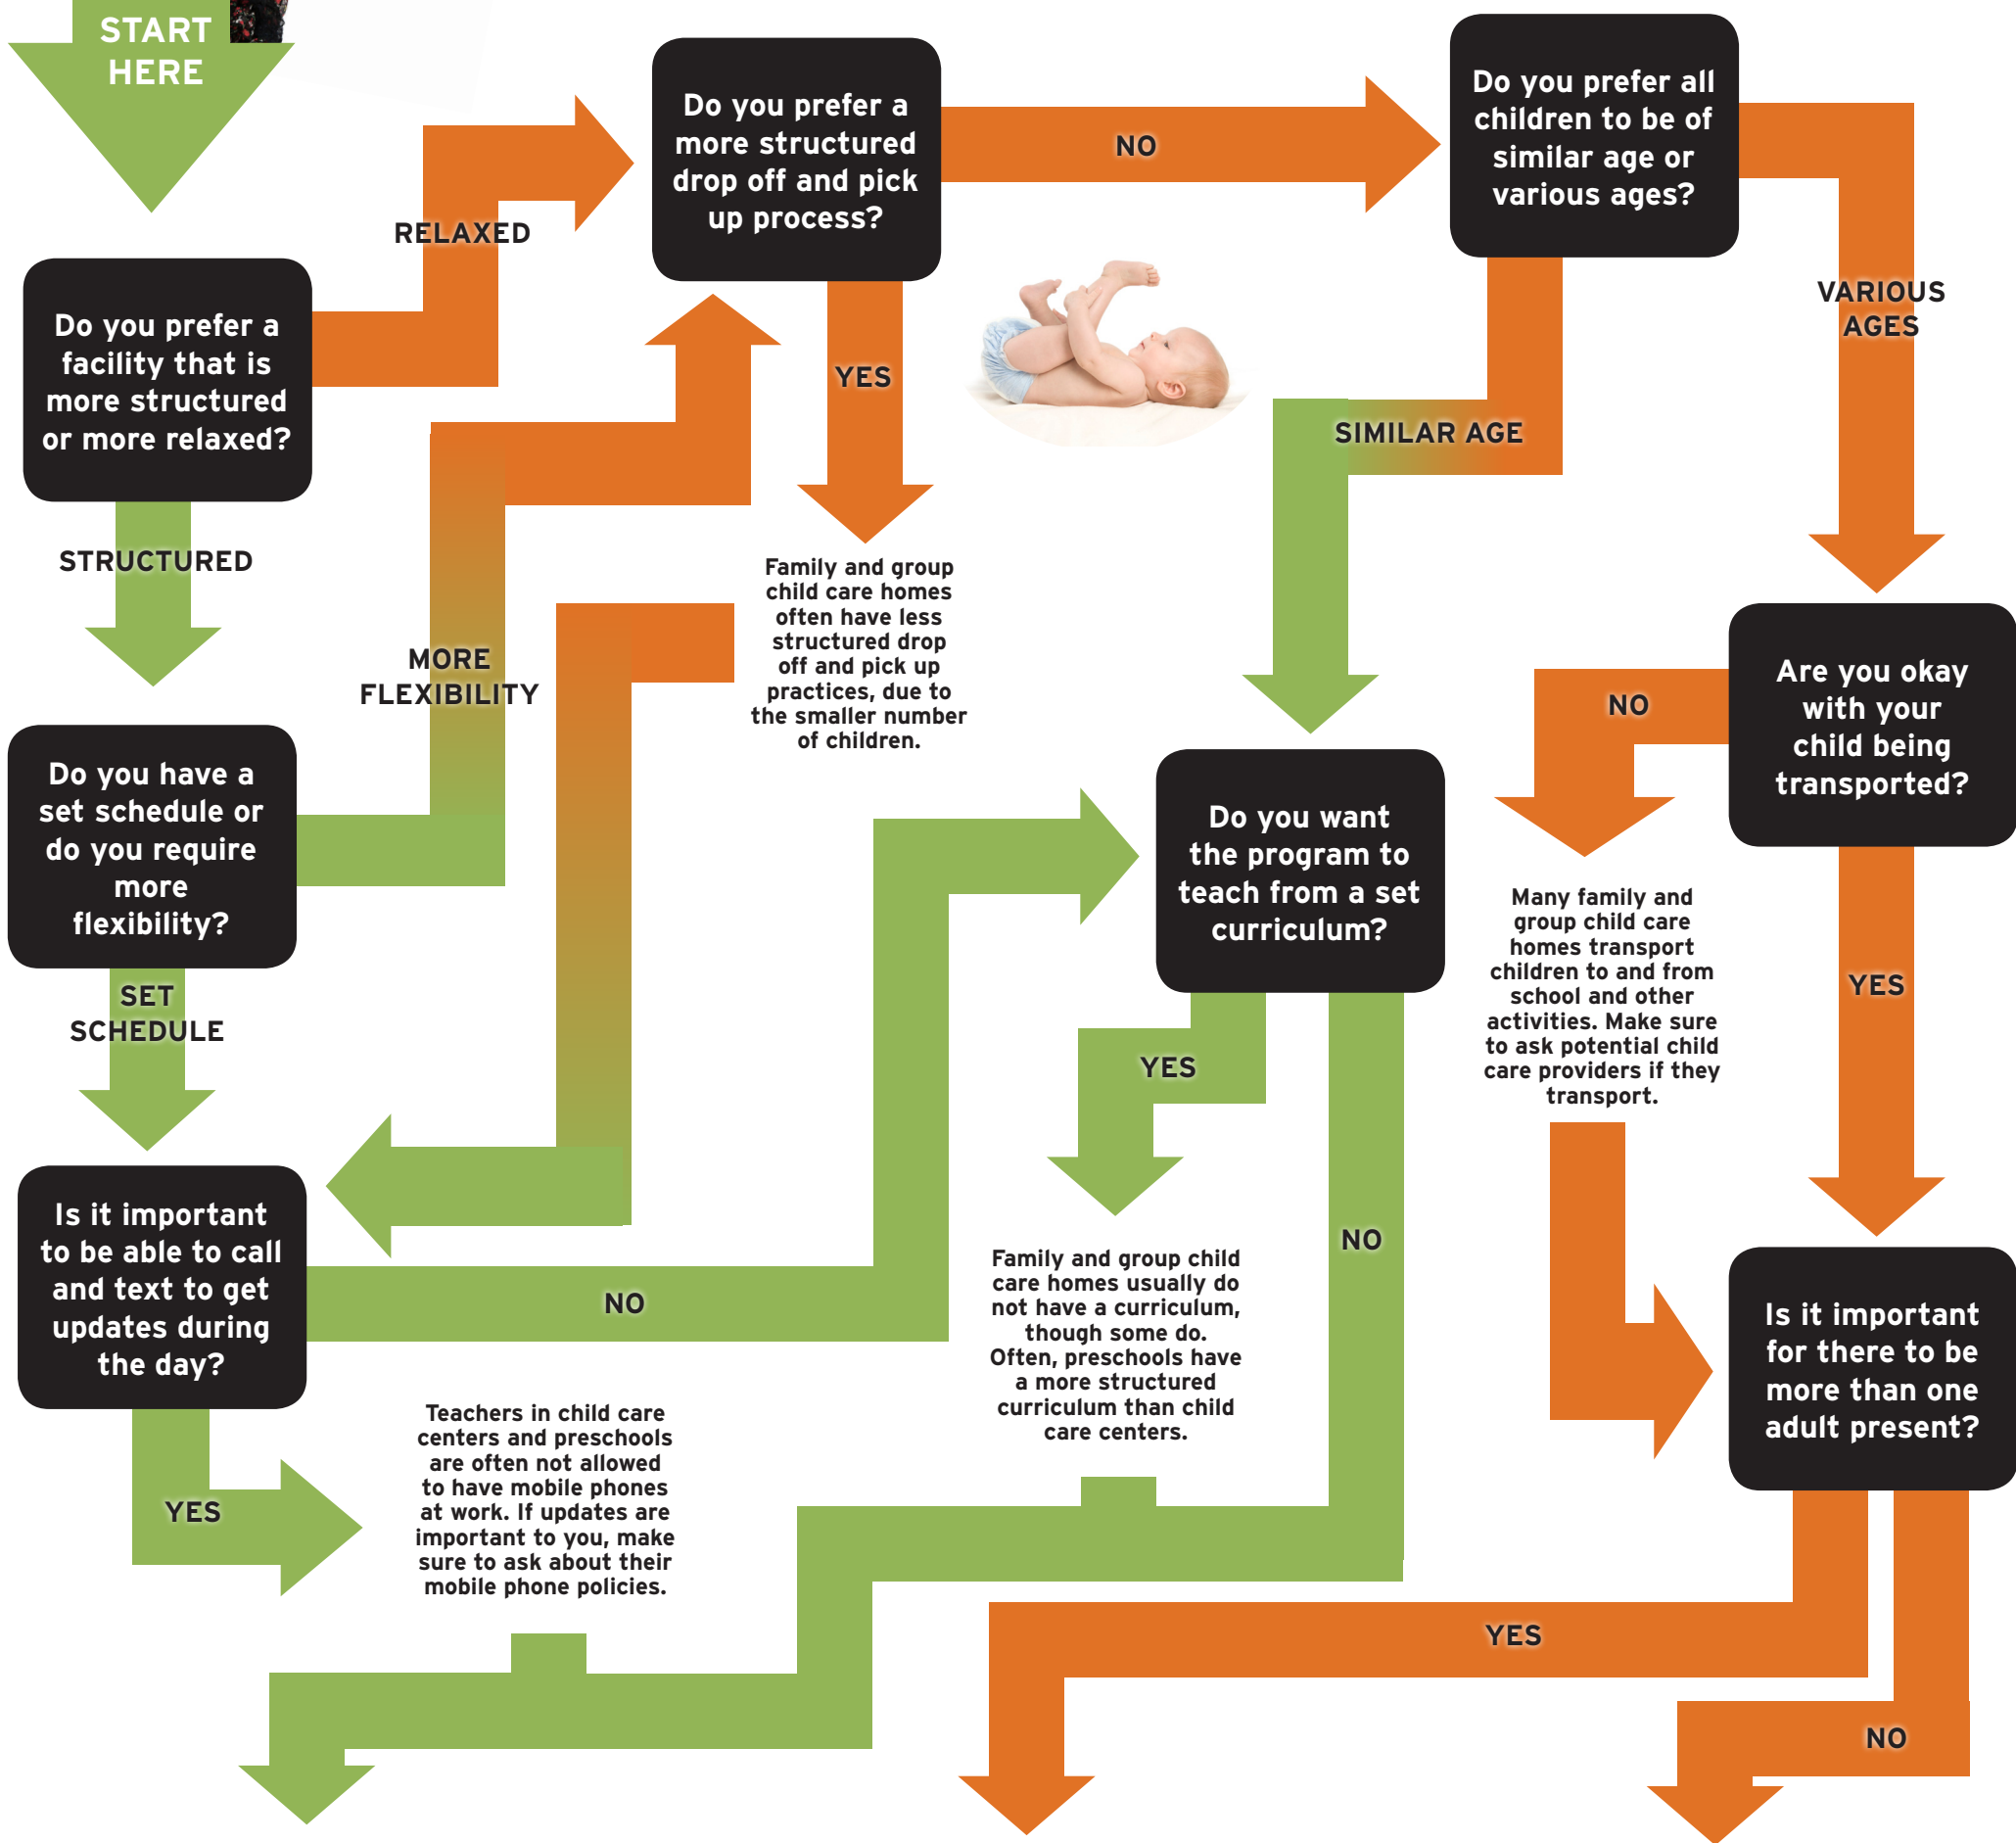 START
HERE
Do you prefer a
facility that is
more structured
or more relaxed?
RELAXED
Do you prefer a
more structured
drop off and pick
up process?
NO
Do you prefer all
children to be of
similar age or
various ages?
VARIOUS
AGES
SIMILAR AGE
YES
Family and group
child care homes
often have less
structured drop
off and pick up
practices, due to
the smaller number
of children.
STRUCTURED
MORE
FLEXIBILITY
Do you have a
set schedule or
do you require
more
flexibility?
SET
SCHEDULE
Do you want
the program to
teach from a set
curriculum?
NO
Are you okay
with your
child being
transported?
Many family and
group child care
homes transport
children to and from
school and other
activities. Make sure
to ask potential child
care providers if they
transport.
YES
YES
NO
Is it important
to be able to call
and text to get
updates during
the day?
NO
Family and group child
care homes usually do
not have a curriculum,
though some do.
Often, preschools have
a more structured
curriculum than child
care centers.
Is it important
for there to be
more than one
adult present?
YES
Teachers in child care
centers and preschools
are often not allowed
to have mobile phones
at work. If updates are
important to you, make
sure to ask about their
mobile phone policies.
YES
NO